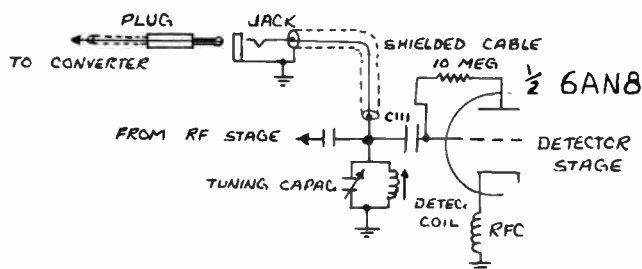 PLUG
JACK
TO CONVERTER
SHIELDED CABLE
10 MEG
1/2 6AN8
C111
FROM RF STAGE
DETECTOR
STAGE
TUNING CAPAC
DETEC.
COIL
RFC